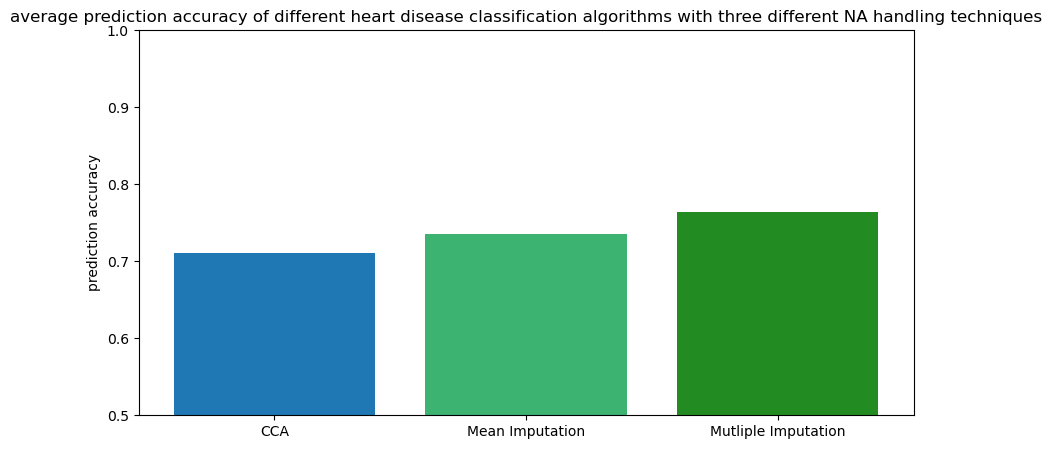 average prediction accuracy of different heart disease classification algorithms with three different NA handling techniques
1.0
0.9
0.8
0.7
0.6
0.5
prediction accuracy
CCA
Mean Imputation
Mutliple Imputation